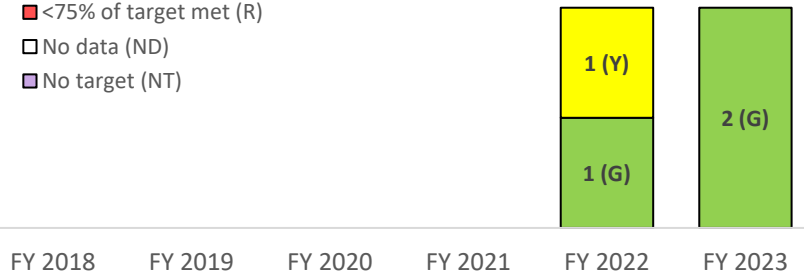 <75% of target met (R)
No data (ND)
No target (NT)
1 (Y)
2 (G)
1 (G)
FY 2018 FY 2019 FY 2020 FY 2021 FY 2022 FY 2023